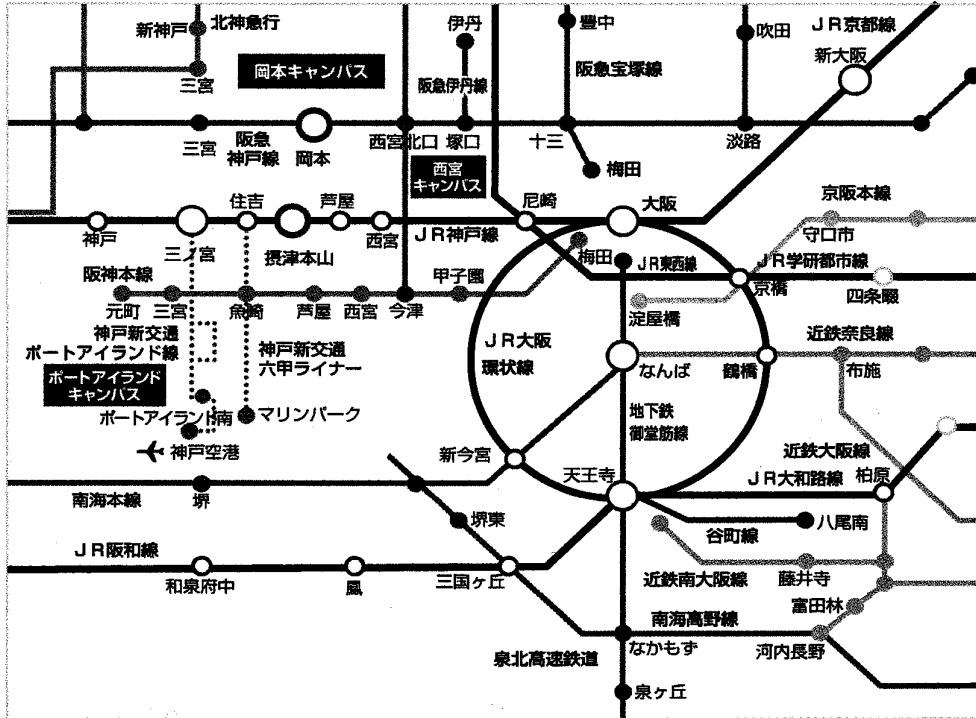 北神急行
新神戸
三宮
岡本キャンパス
伊丹
阪急伊丹線
豊中
阪急宝塚線
吹田
JR京都線
新大阪
三宮
阪急
神戸線
岡本
西宮北口
塚口
十三
梅田
淡路
西宮
キャンパス
神戸
三ノ宮
住吉
摂津本山
芦屋
西宮
JR神戸線
尼崎
大阪
京阪本線
守口市
梅田
JR東西線
JR学研都市線
京橋
四条畷
淀屋橋
阪神本線
元町
三宮
魚崎
芦屋
西宮
今津
甲子園
神戸新交通
ポートアイランド線
神戸新交通
六甲ライナー
ポートアイランド
キャンパス
ポートアイランド南
マリンパーク
神戸空港
JR大阪
環状線
なんば
鶴橋
近鉄奈良線
布施
地下鉄
御堂筋線
新今宮
天王寺
近鉄大阪線
JR大和路線
柏原
南海本線
堺
堺東
谷町線
八尾南
JR阪和線
和泉府中
鳳
三国ヶ丘
近鉄南大阪線
藤井寺
富田林
南海高野線
河内長野
なかもず
泉北高速鉄道
泉ヶ丘